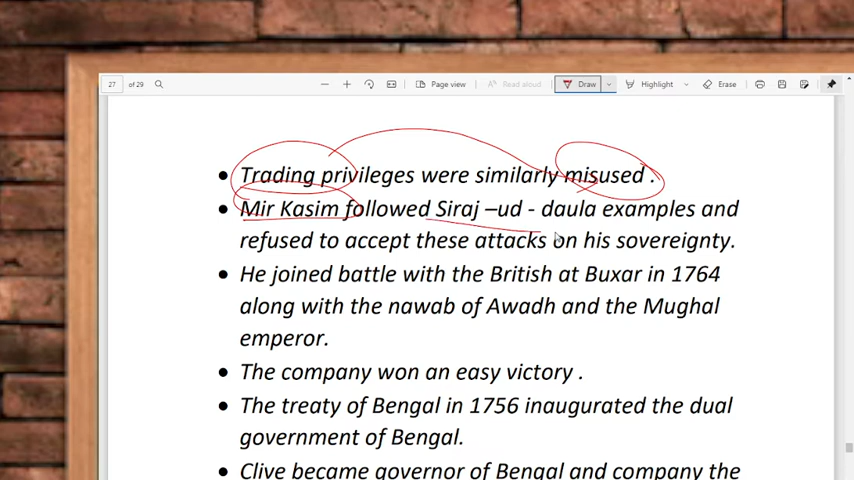 27 of 29 Page view Read aloud Draw Highlight Erase
• Trading privileges were similarly misused .
• Mir Kasim followed Siraj –ud - daula examples and
refused to accept these attacks on his sovereignty.
• He joined battle with the British at Buxar in 1764
along with the nawab of Awadh and the Mughal
emperor.
• The company won an easy victory .
• The treaty of Bengal in 1756 inaugurated the dual
government of Bengal.
• Clive became governor of Bengal and company the